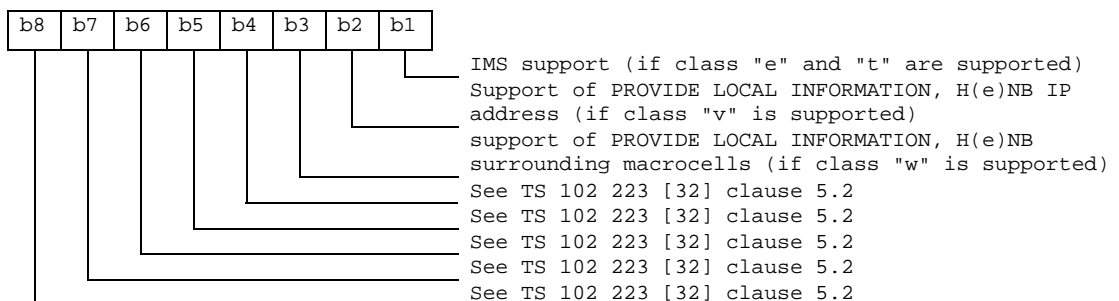 b8 b7 b6 b5 b4 b3 b2 b1
IMS support (if class "e" and "t" are supported)
Support of PROVIDE LOCAL INFORMATION, H(e)NB IP
address (if class "v" is supported)
support of PROVIDE LOCAL INFORMATION, H(e)NB
surrounding macrocells (if class "w" is supported)
See TS 102 223 [32] clause 5.2
See TS 102 223 [32] clause 5.2
See TS 102 223 [32] clause 5.2
See TS 102 223 [32] clause 5.2
See TS 102 223 [32] clause 5.2